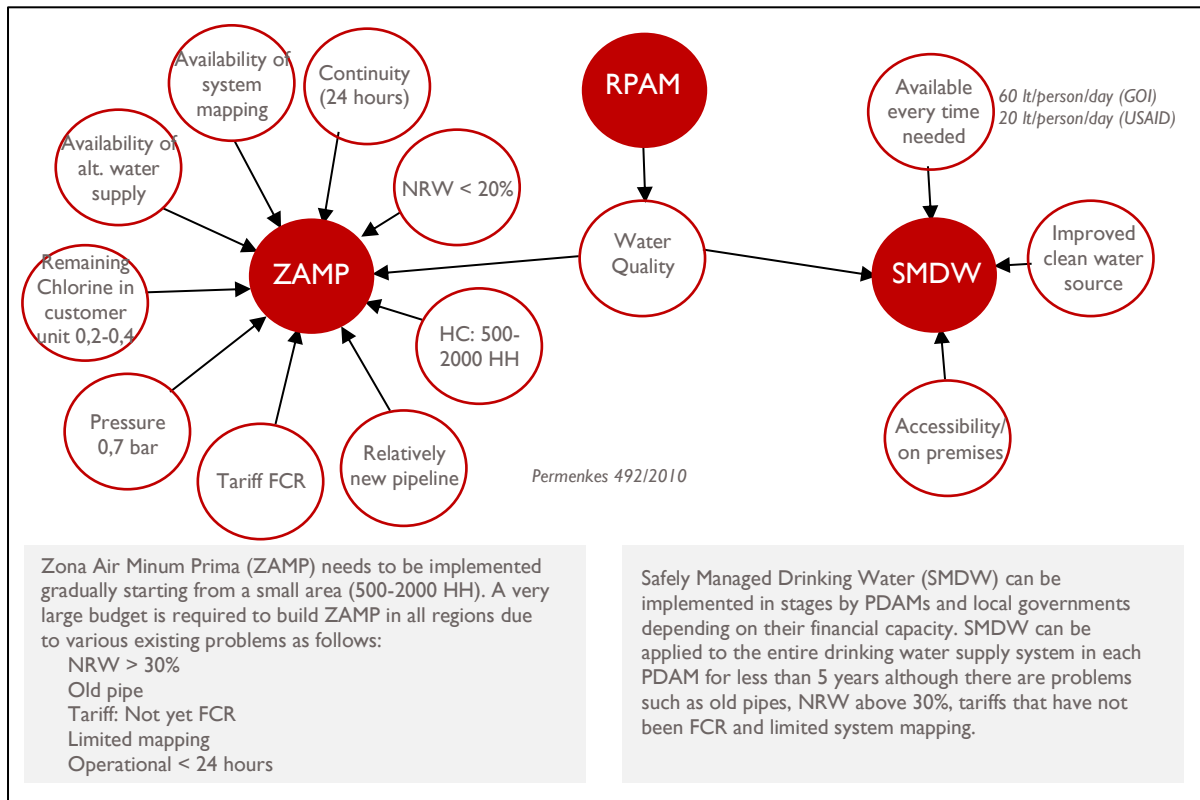 Availability of
system
mapping
Continuity
(24 hours)
RPAM
Available
every time
needed
60 lt/person/day (GOI)
20 lt/person/day (USAID)
Availability of
alt. water
supply
NRW < 20%
Water
Quality
Improved
clean water
source
ZAMP
SMDW
Remaining
Chlorine in
customer
unit 0,2-0,4
HC: 500-
2000 HH
Pressure
0,7 bar
Tariff FCR
Relatively
new pipeline
Accessibility/
on premises
Permenkes 492/2010
Zona Air Minum Prima (ZAMP) needs to be implemented
gradually starting from a small area (500-2000 HH). A very
large budget is required to build ZAMP in all regions due
to various existing problems as follows:
NRW > 30%
Old pipe
Tariff: Not yet FCR
Limited mapping
Operational < 24 hours
Safely Managed Drinking Water (SMDW) can be
implemented in stages by PDAMs and local governments
depending on their financial capacity. SMDW can be
applied to the entire drinking water supply system in each
PDAM for less than 5 years although there are problems
such as old pipes, NRW above 30%, tariffs that have not
been FCR and limited system mapping.